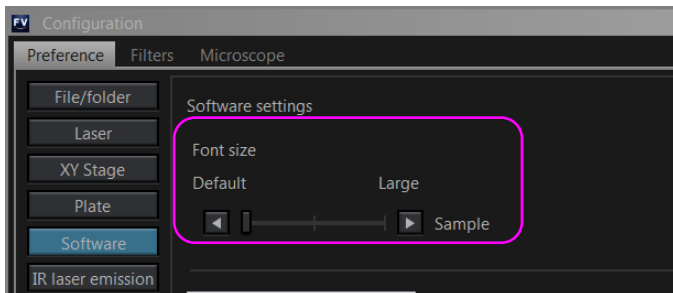 FV Configuration
Preference Filters Microscope
File/folder
Laser
XY Stage
Plate
Software
IR laser emission
Software settings
Font size
Default Large
Sample